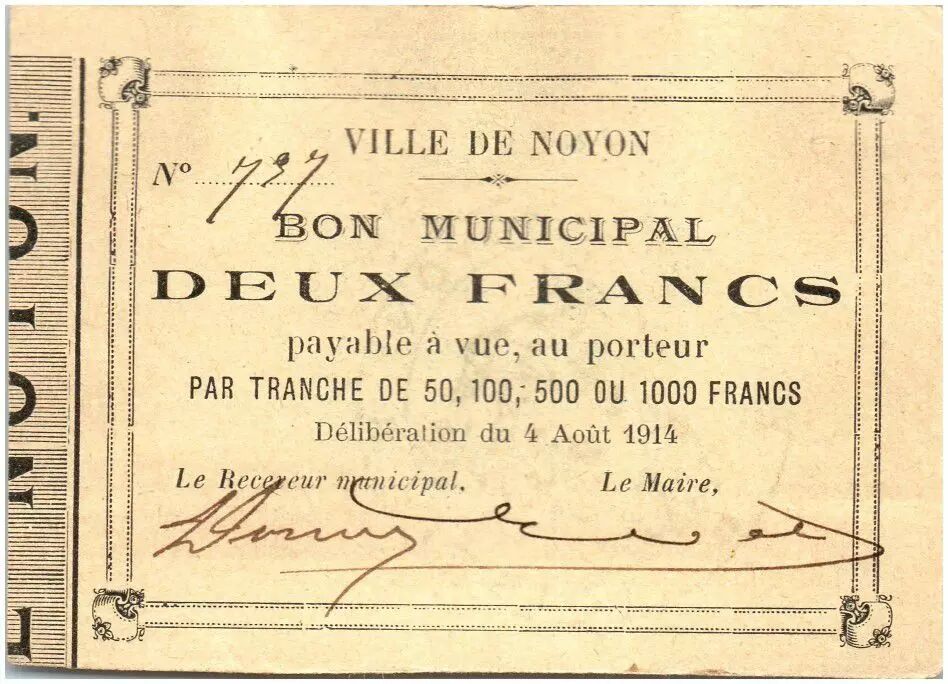 VILLE DE NOYON
No 737
BON MUNICIPAL
DEUX FRANCS
payable à vue, au porteur
PAR TRANCHE DE 50, 100, 500 OU 1000 FRANCS
Délibération du 4 Août 1914
Le Receveur municipal. Le Maire,